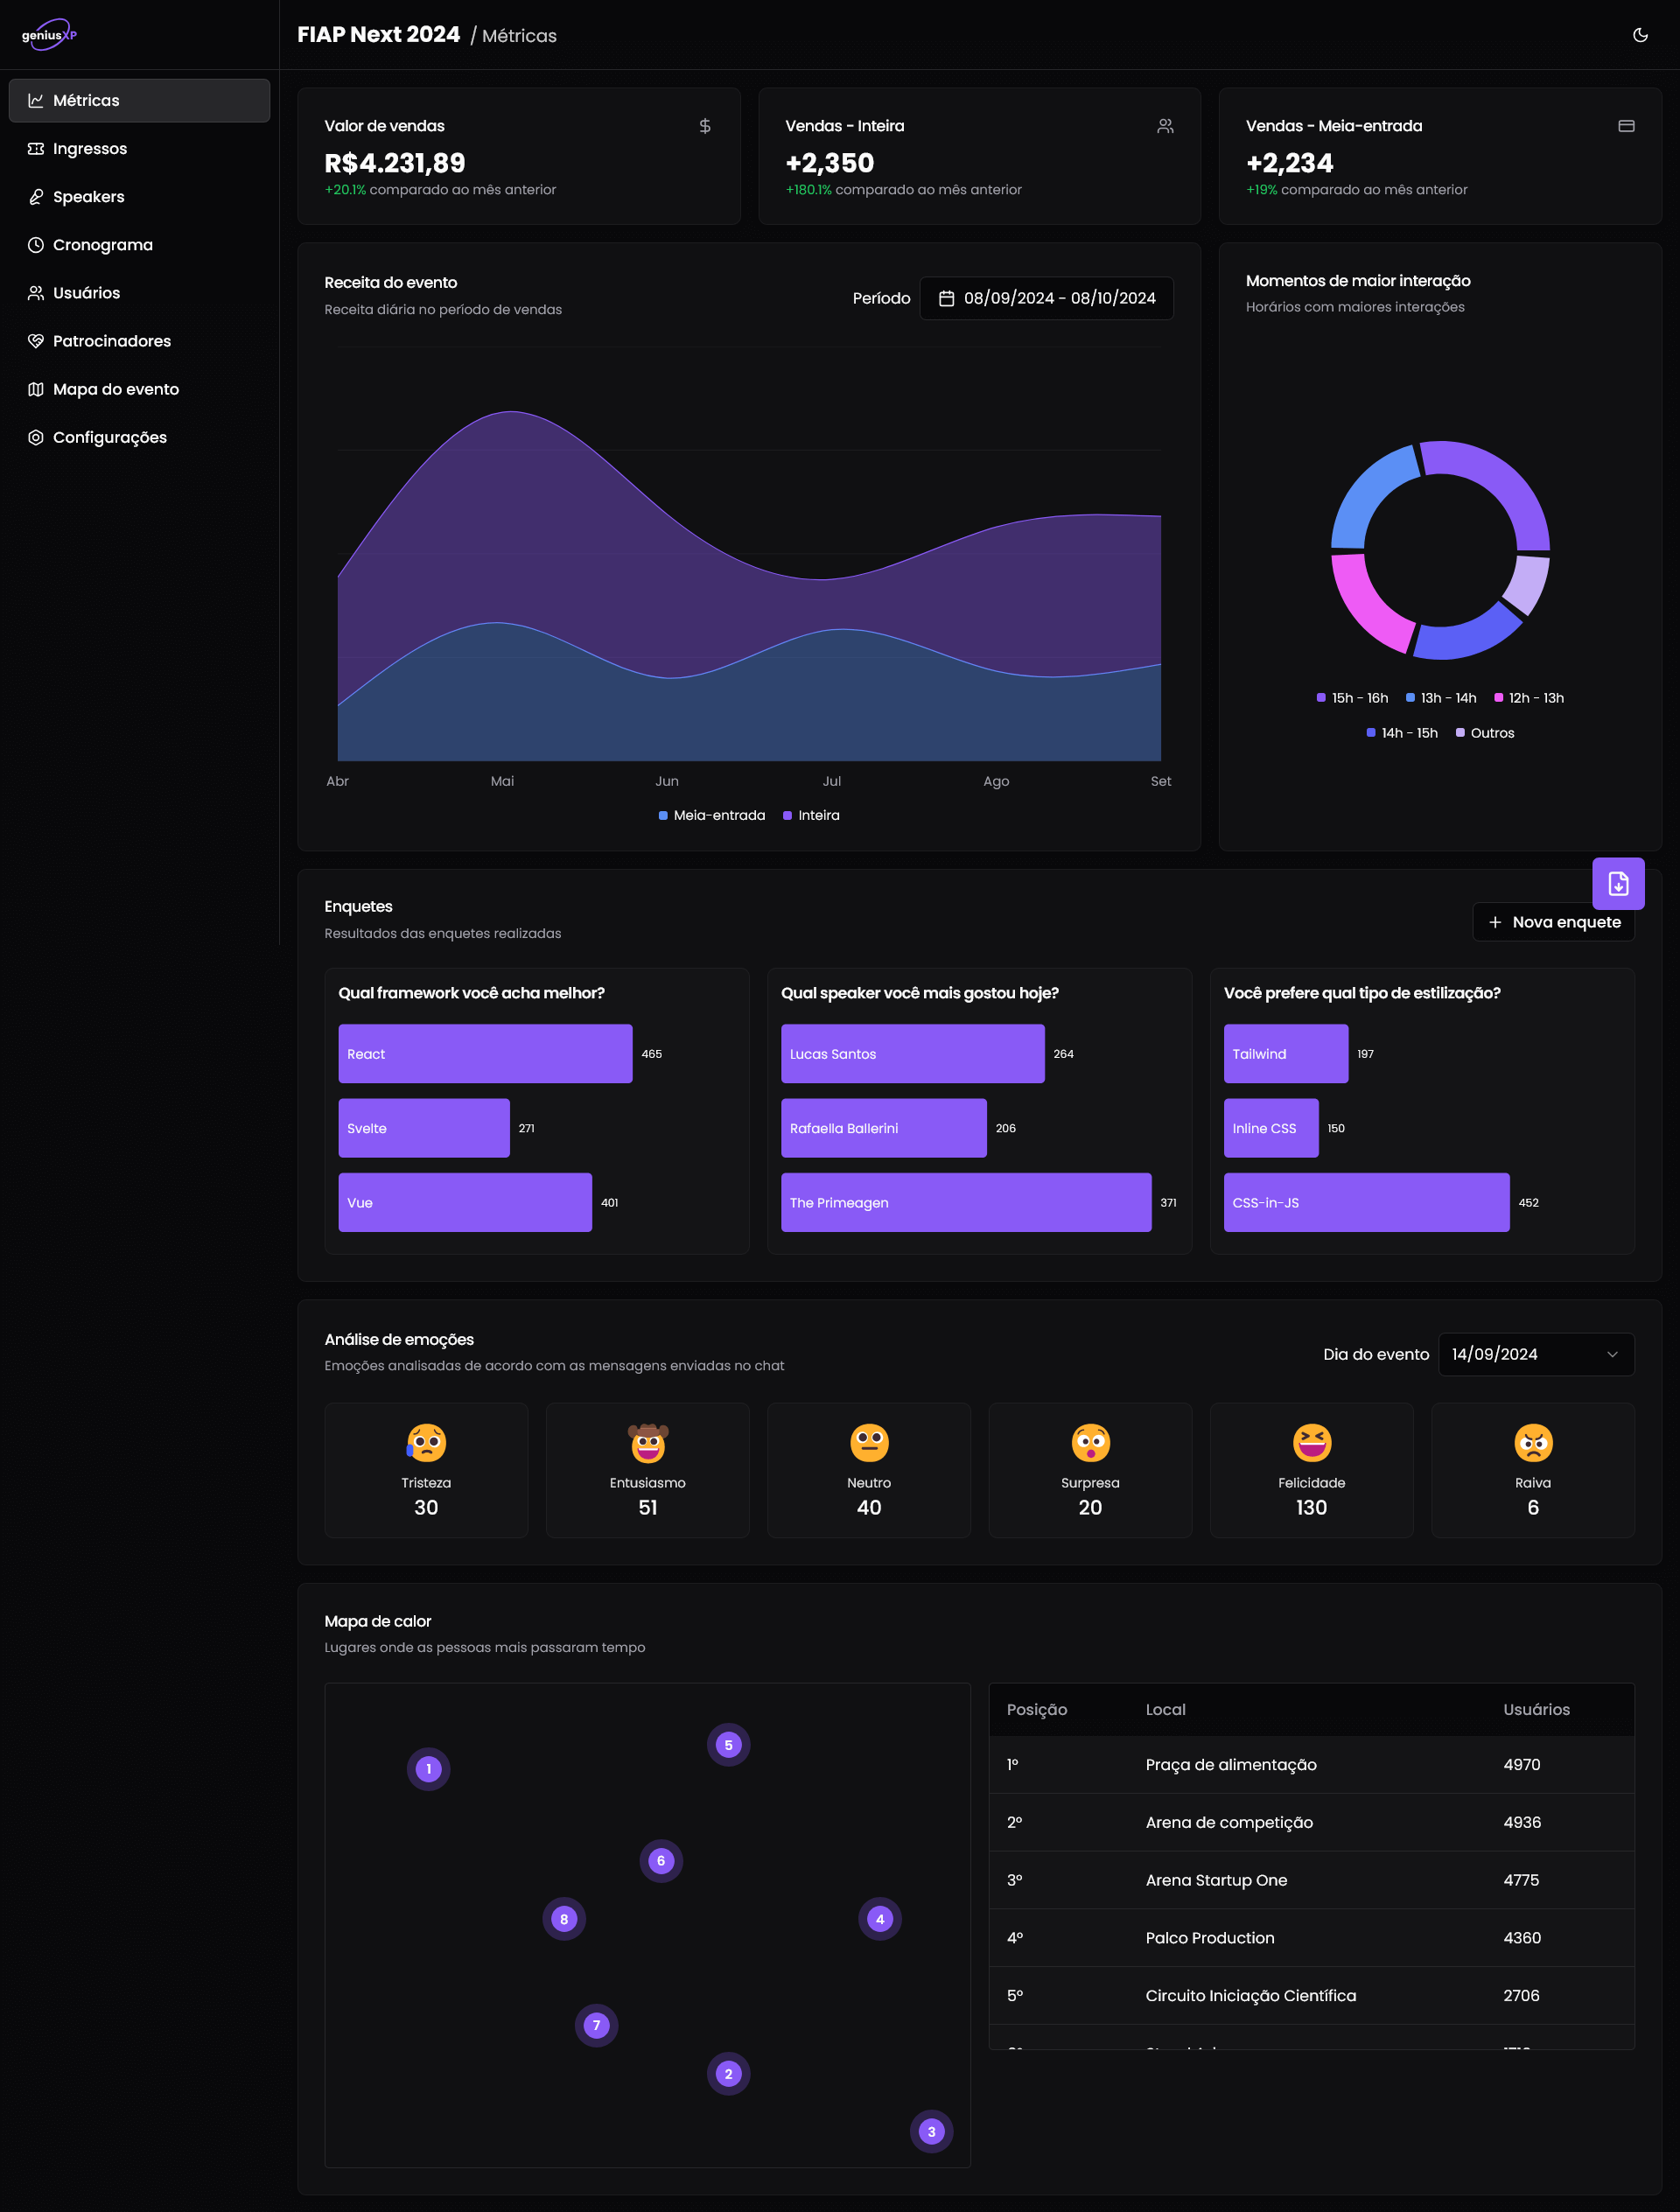 geniusXP
FIAP Next 2024 / Métricas
Métricas
Ingressos
Speakers
Cronograma
Usuários
Patrocinadores
Mapa do evento
Configurações
Valor de vendas
R$4.231,89
+20.1% comparado ao mês anterior
Vendas - Inteira
+2,350
+180.1% comparado ao mês anterior
Vendas - Meia-entrada
+2,234
+19% comparado ao mês anterior
Receita do evento
Receita diária no período de vendas
Período
08/09/2024 - 08/10/2024
Abr Mai Jun Jul Ago Set
Meia-entrada Inteira
Momentos de maior interação
Horários com maiores interações
15h - 16h 13h - 14h 12h - 13h
14h - 15h Outros
Enquetes
Resultados das enquetes realizadas
Nova enquete
Qual framework você acha melhor?
React 465
Svelte 271
Vue 401
Qual speaker você mais gostou hoje?
Lucas Santos 264
Rafaella Ballerini 206
The Primeagen 371
Você prefere qual tipo de estilização?
Tailwind 197
Inline CSS 150
CSS-in-JS 452
Análise de emoções
Emoções analisadas de acordo com as mensagens enviadas no chat
Dia do evento
14/09/2024
Tristeza
30
Entusiasmo
51
Neutro
40
Surpresa
20
Felicidade
130
Raiva
6
Mapa de calor
Lugares onde as pessoas mais passaram tempo
5
1
6
8
4
7
2
3
Posição Local Usuários
1º Praça de alimentação 4970
2º Arena de competição 4936
3º Arena Startup One 4775
4º Palco Production 4360
5º Circuito Iniciação Científica 2706